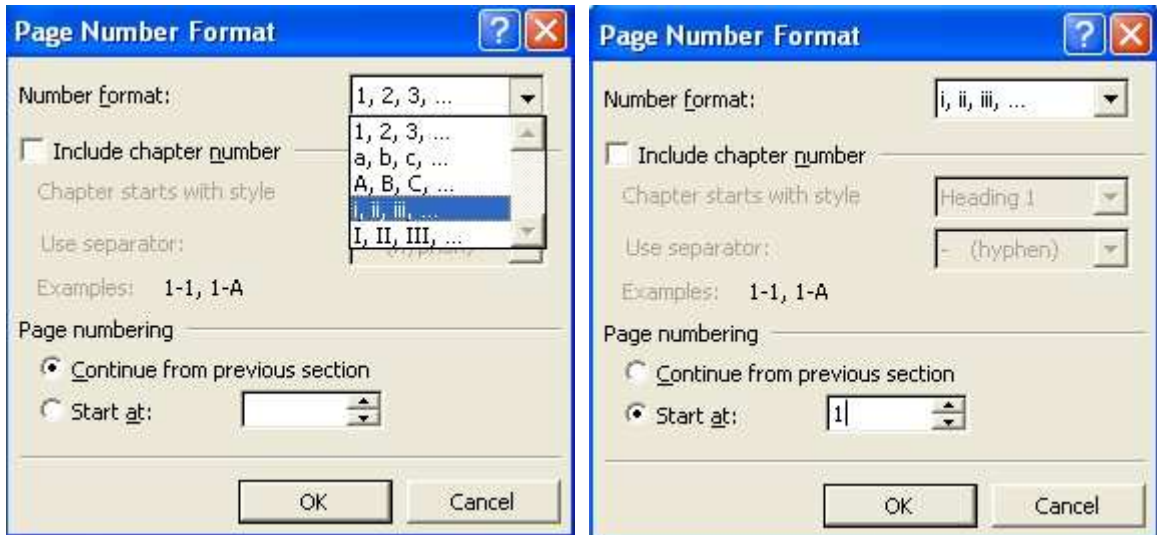 Page Number Format
Number format:
1, 2, 3, ...
1, 2, 3, ...
a, b, c, ...
A, B, C, ...
i, ii, iii, ...
I, II, III, ...
Include chapter number
Chapter starts with style
Use separator:
(hyphen)
Examples: 1-1, 1-A
Page numbering
Continue from previous section
Start at:
OK Cancel
Page Number Format
Number format: i, ii, iii, ...
Include chapter number
Chapter starts with style Heading 1
Use separator: - (hyphen)
Examples: 1-1, 1-A
Page numbering
Continue from previous section
Start at: 1
OK Cancel